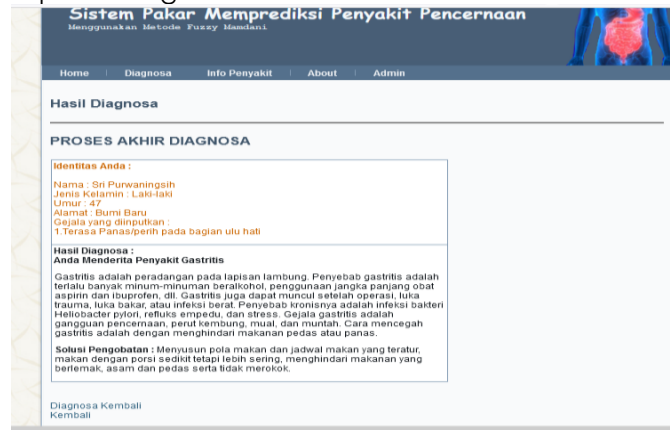 Sistem Pakar Memprediksi Penyakit Pencernaan
Menggunakan Metode Fuzzy Mamdani
Home | Diagnosa Info Penyakit | About | Admin
Hasil Diagnosa
PROSES AKHIR DIAGNOSA
Identitas Anda :
Nama : Sri Purwaningsih
Jenis Kelamin : Laki-laki
Umur : 47
Alamat : Bumi Baru
Gejala yang diinputkan :
1.Terasa Panas/perih pada bagian ulu hati
Hasil Diagnosa :
Anda Menderita Penyakit Gastritis
Gastritis adalah peradangan pada lapisan lambung. Penyebab gastritis adalah
terlalu banyak minum-minuman beralkohol, penggunaan jangka panjang obat
aspirin dan ibuprofen, dll. Gastritis juga dapat muncul setelah operasi, luka
trauma, luka bakar, atau infeksi berat. Penyebab kronisnya adalah infeksi bakteri
Heliobacter pylori, refluks empedu, dan stress. Gejala gastritis adalah
gangguan pencernaan, perut kembung, mual, dan muntah. Cara mencegah
gastritis adalah dengan menghindari makanan pedas atau panas.
Solusi Pengobatan : Menyusun pola makan dan jadwal makan yang teratur,
makan dengan porsi sedikit tetapi lebih sering, menghindari makanan yang
berlemak, asam dan pedas serta tidak merokok.
Diagnosa Kembali
Kembali